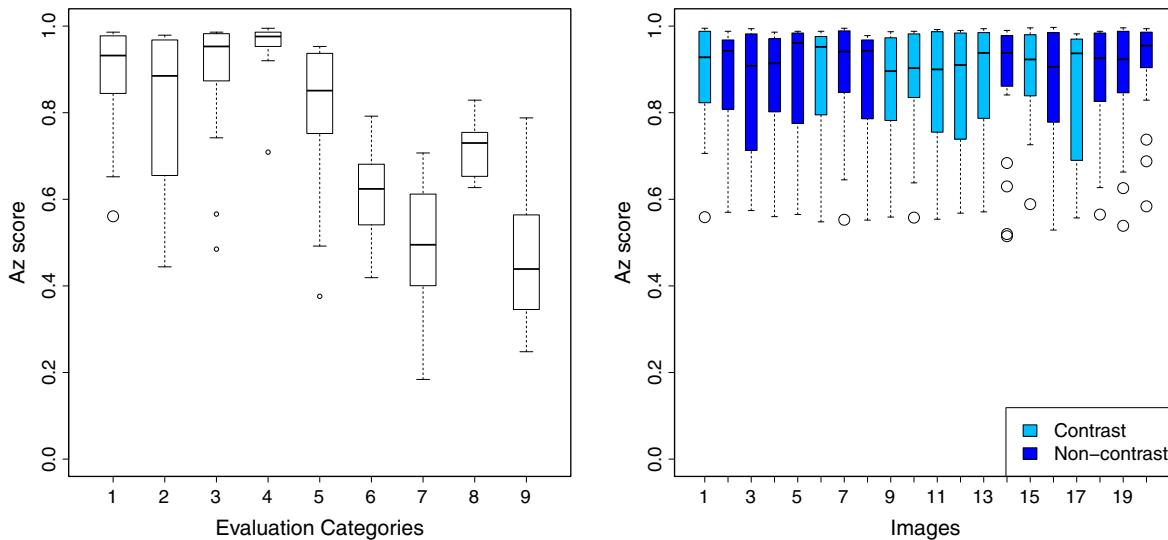 Az score
1.0
0.8
0.6
0.4
0.2
0.0
1 2 3 4 5 6 7 8 9
Evaluation Categories
Az score
1.0
0.8
0.6
0.4
0.2
0.0
1 3 5 7 9 11 13 15 17 19
Images
Contrast
Non−contrast